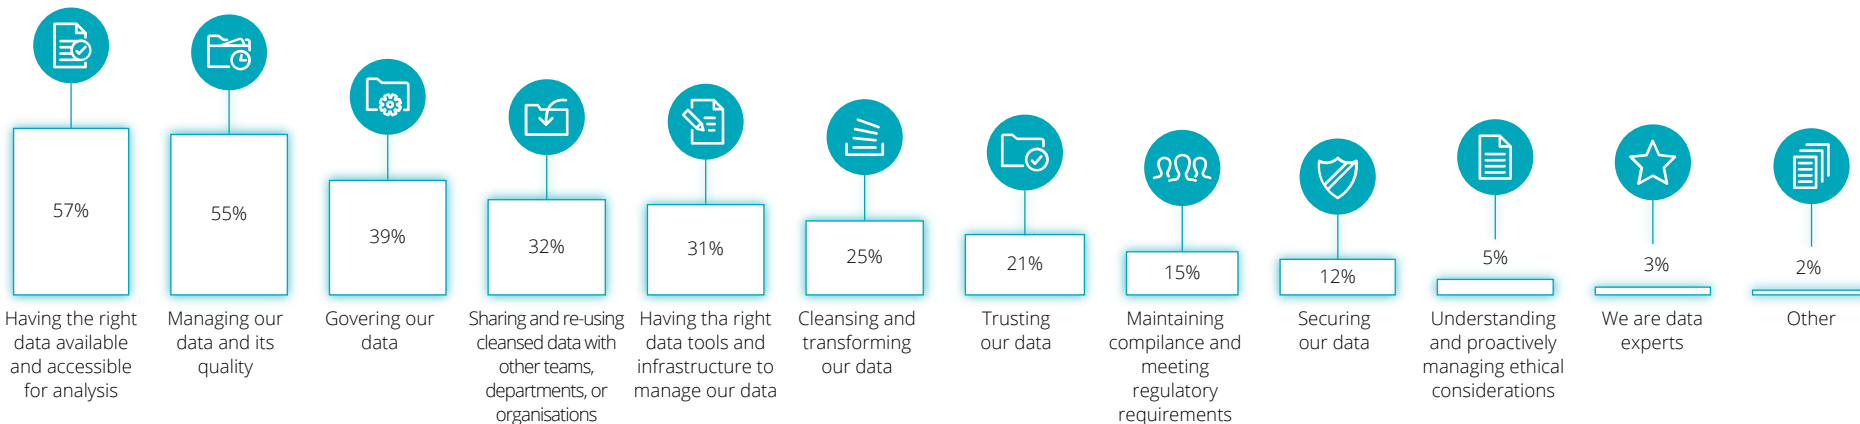 57%
55%
39%
32%
31%
25%
21%
15%
12%
5%
3%
2%
Having the right
data available
and accessible
for analysis
Managing our
data and its
quality
Govering our
data
Sharing and re-using
cleansed data with
other teams,
departments, or
organisations
Having tha right
data tools and
infrastructure to
manage our data
Cleansing and
transforming
our data
Trusting
our data
Maintaining
compilance and
meeting
regulatory
requirements
Securing
our data
Understanding
and proactively
managing ethical
considerations
We are data
experts
Other